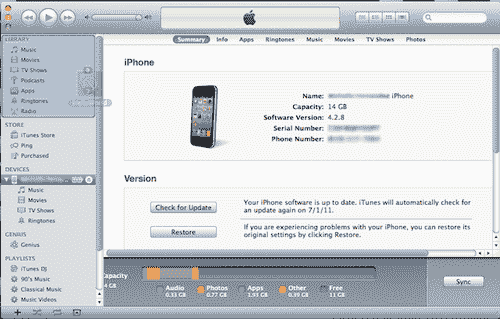 LIBRARY
Music
Movies
TV Shows
Podcasts
Apps
Ringtones
Radio
STORE
iTunes Store
Ping
Purchased
DEVICES
Music
Movies
TV Shows
Ringtones
GENIUS
Genius
PLAYLISTS
iTunes DJ
90's Music
Classical Music
Music Videos
Summary Info Apps Ringtones Music Movies TV Shows Photos
iPhone
Name: iPhone
Capacity: 14 GB
Software Version: 4.2.8
Serial Number:
Phone Number:
Version
Check for Update
Your iPhone software is up to date. iTunes will automatically check for
an update again on 7/1/11.
Restore
If you are experiencing problems with your iPhone, you can restore its
original settings by clicking Restore.
Capacity
4 GB
Audio
0.33 GB
Photos
0.77 GB
Apps
1.93 GB
Other
0.39 GB
Free
11 GB
Sync